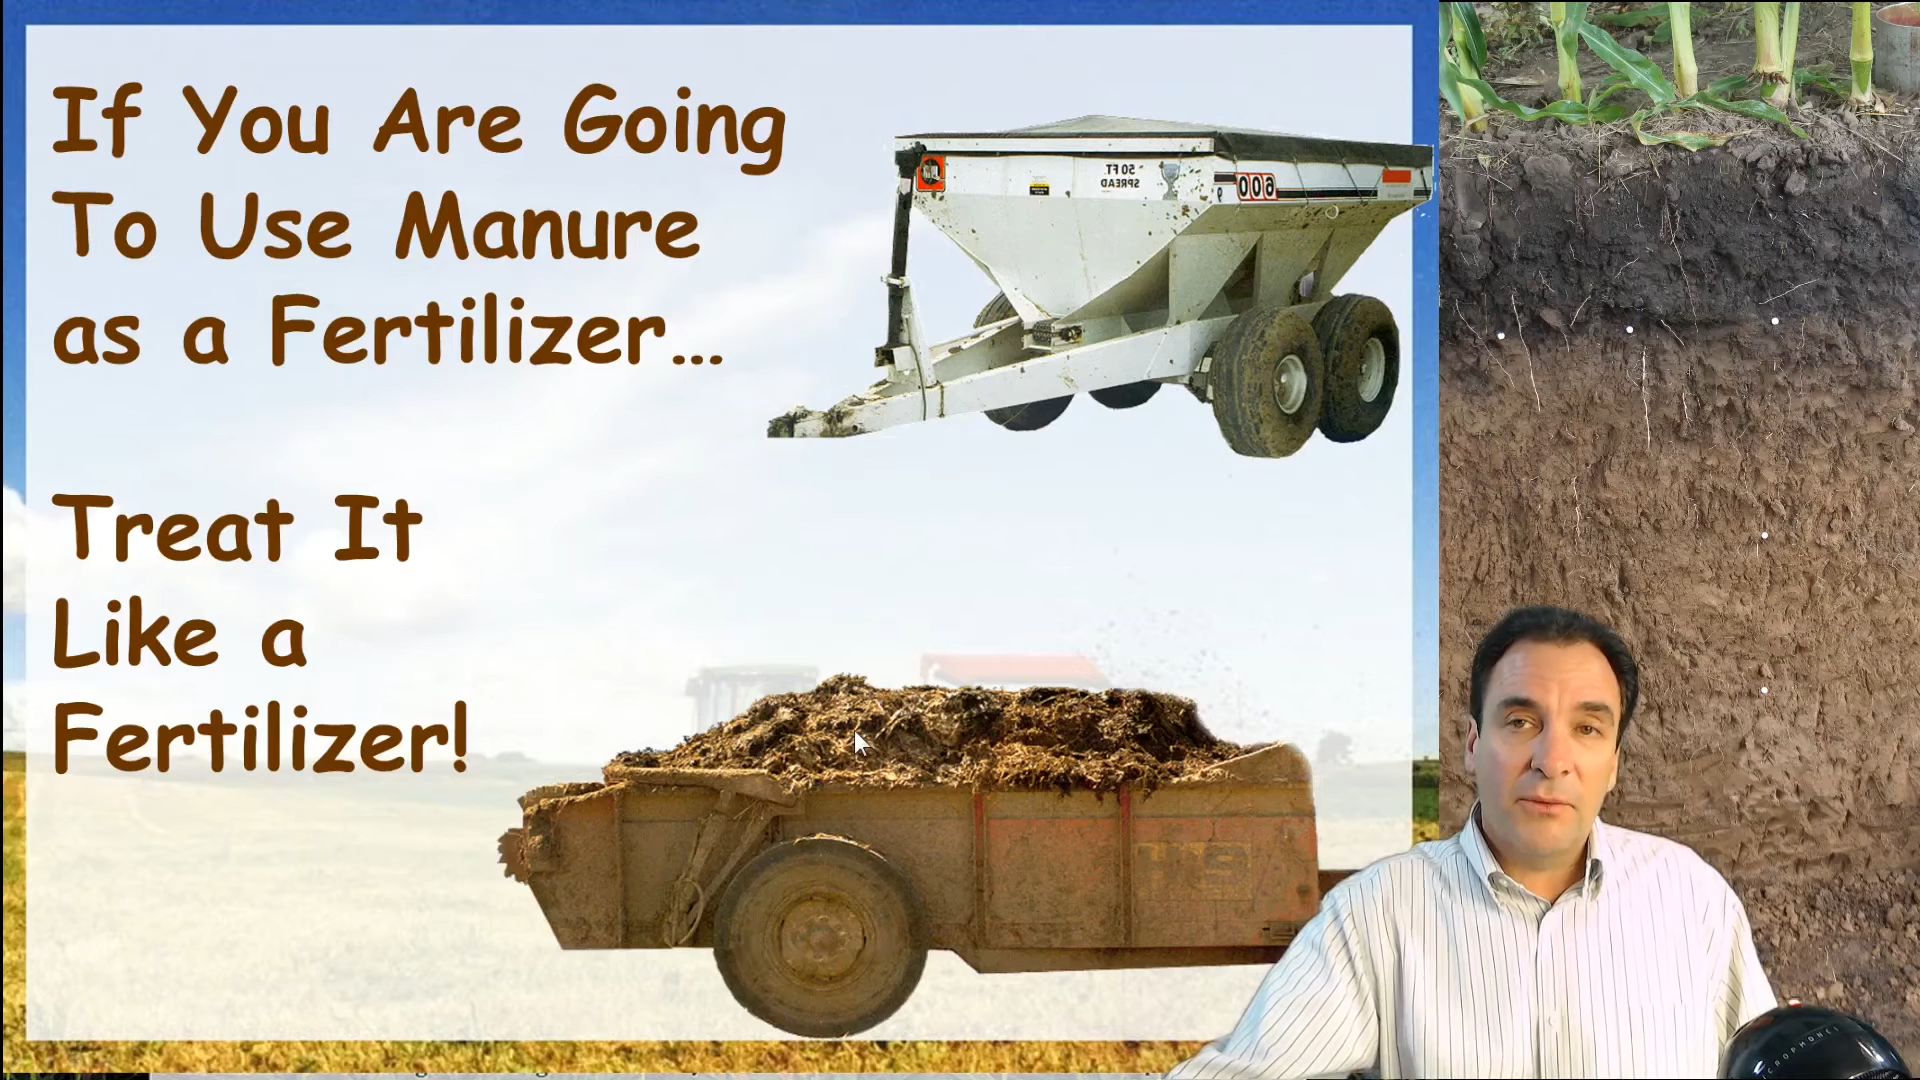 If You Are Going
To Use Manure
as a Fertilizer...
50 FT
SPREAD
600
Treat It
Like a
Fertilizer!